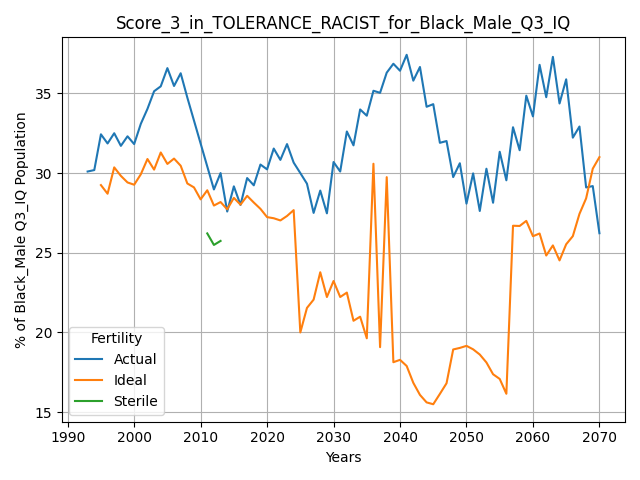 Score_3_in_TOLERANCE_RACIST_for_Black_Male_Q3_IQ
% of Black_Male Q3_IQ Population
35
30
25
20
15
Fertility
Actual
Ideal
Sterile
1990 2000 2010 2020 2030 2040 2050 2060 2070
Years